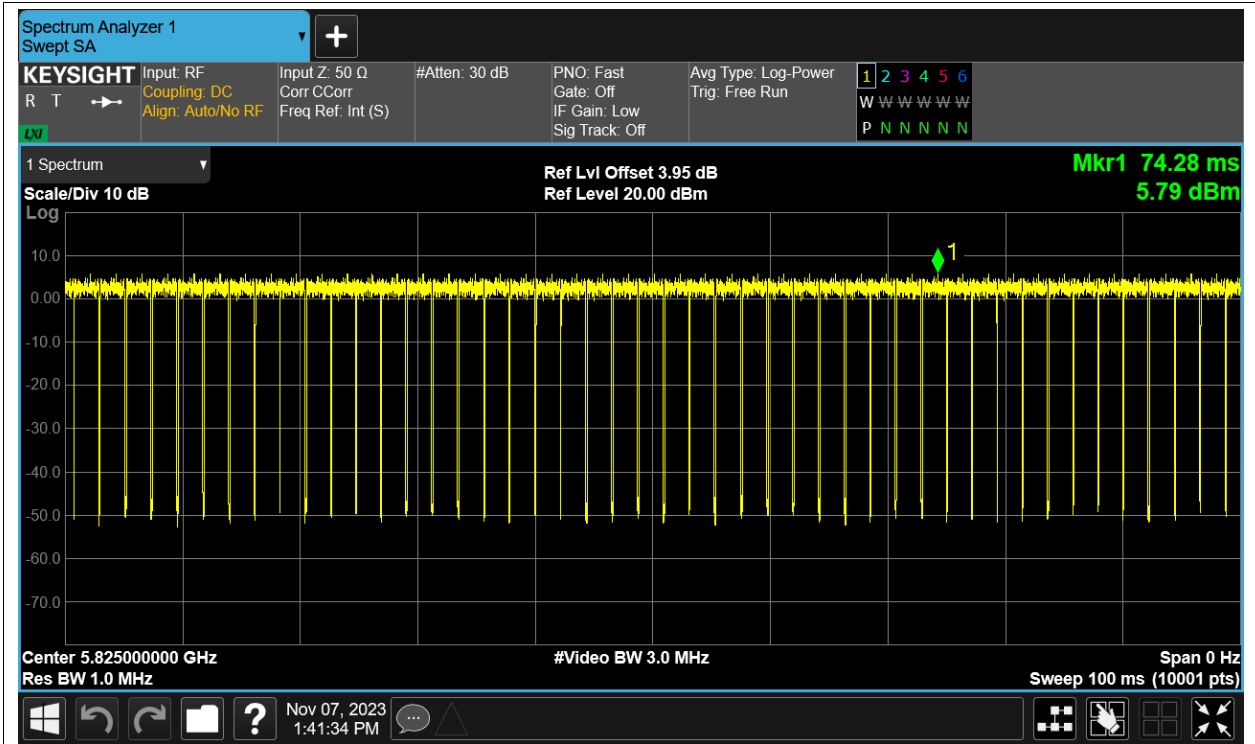 Spectrum Analyzer 1
Swept SA
KEYSIGHT
R T
LXI
Input: RF
Coupling: DC
Align: Auto/No RF
Input Z: 50 Ω
Corr CCorr
Freq Ref: Int (S)
#Atten: 30 dB
PNO: Fast
Gate: Off
IF Gain: Low
Sig Track: Off
Avg Type: Log-Power
Trig: Free Run
1 2 3 4 5 6
W W W W W W
P N N N N N
1 Spectrum
Scale/Div 10 dB
Log
Ref Lvl Offset 3.95 dB
Ref Level 20.00 dBm
Mkr1 74.28 ms
5.79 dBm
1
10.0
0.00
-10.0
-20.0
-30.0
-40.0
-50.0
-60.0
-70.0
Center 5.825000000 GHz
Res BW 1.0 MHz
#Video BW 3.0 MHz
Span 0 Hz
Sweep 100 ms (10001 pts)
?
Nov 07, 2023
1:41:34 PM